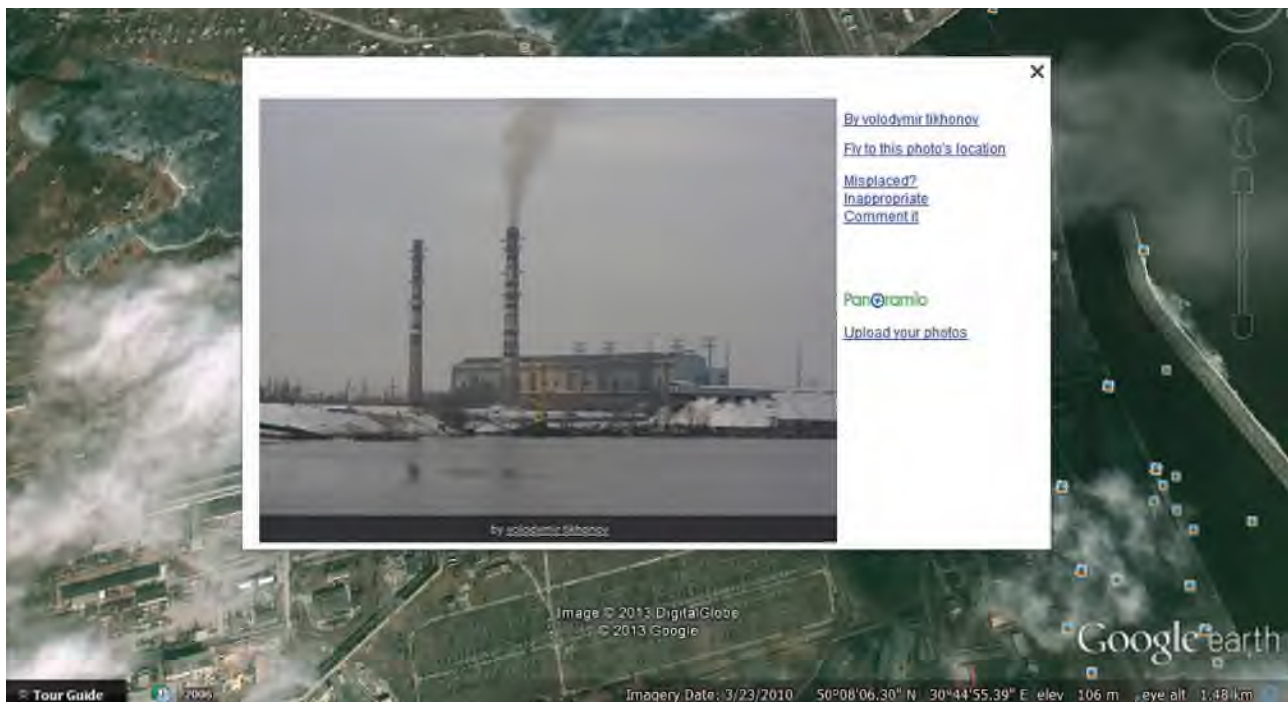 By volodymir tikhonov
Fly to this photo's location
Misplaced?
Inappropriate
Comment it
Panoramio
Upload your photos
by volodymir tikhonov
Image © 2013 DigitalGlobe
© 2013 Google
Google earth
Tour Guide
2006
Imagery Date: 3/23/2010 50°08'06.30" N 30°44'55.39" E elev 106 m eye alt 1.48 km